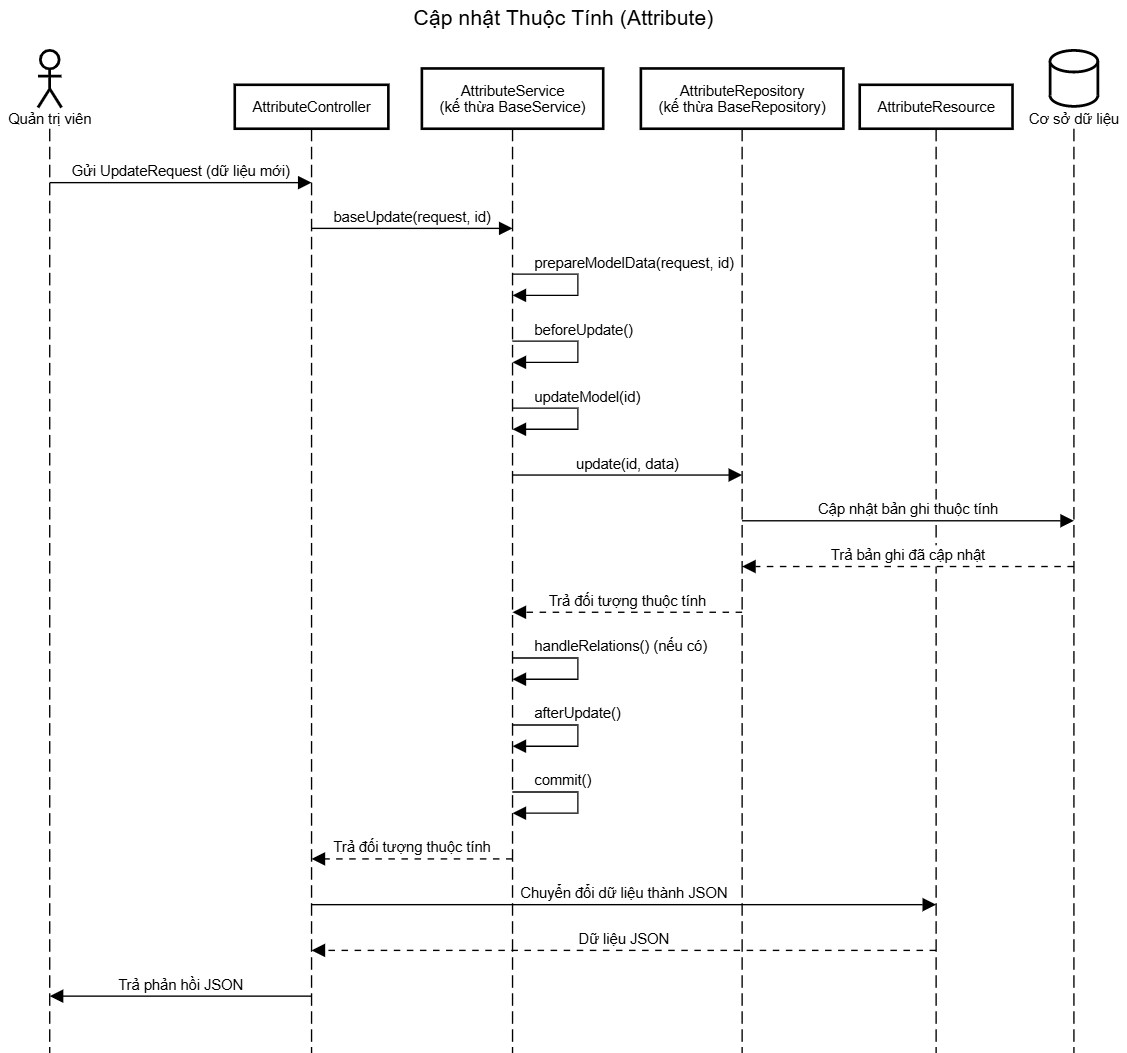 Cập nhật Thuộc Tính (Attribute)
Quản trị viên
AttributeController
AttributeService
(kế thừa BaseService)
AttributeRepository
(kế thừa BaseRepository)
AttributeResource
Cơ sở dữ liệu
Gửi UpdateRequest (dữ liệu mới)
baseUpdate(request, id)
prepareModelData(request, id)
beforeUpdate()
updateModel(id)
update(id, data)
Cập nhật bản ghi thuộc tính
Trả bản ghi đã cập nhật
Trả đối tượng thuộc tính
handleRelations() (nếu có)
afterUpdate()
commit()
Trả đối tượng thuộc tính
Chuyển đổi dữ liệu thành JSON
Dữ liệu JSON
Trả phản hồi JSON